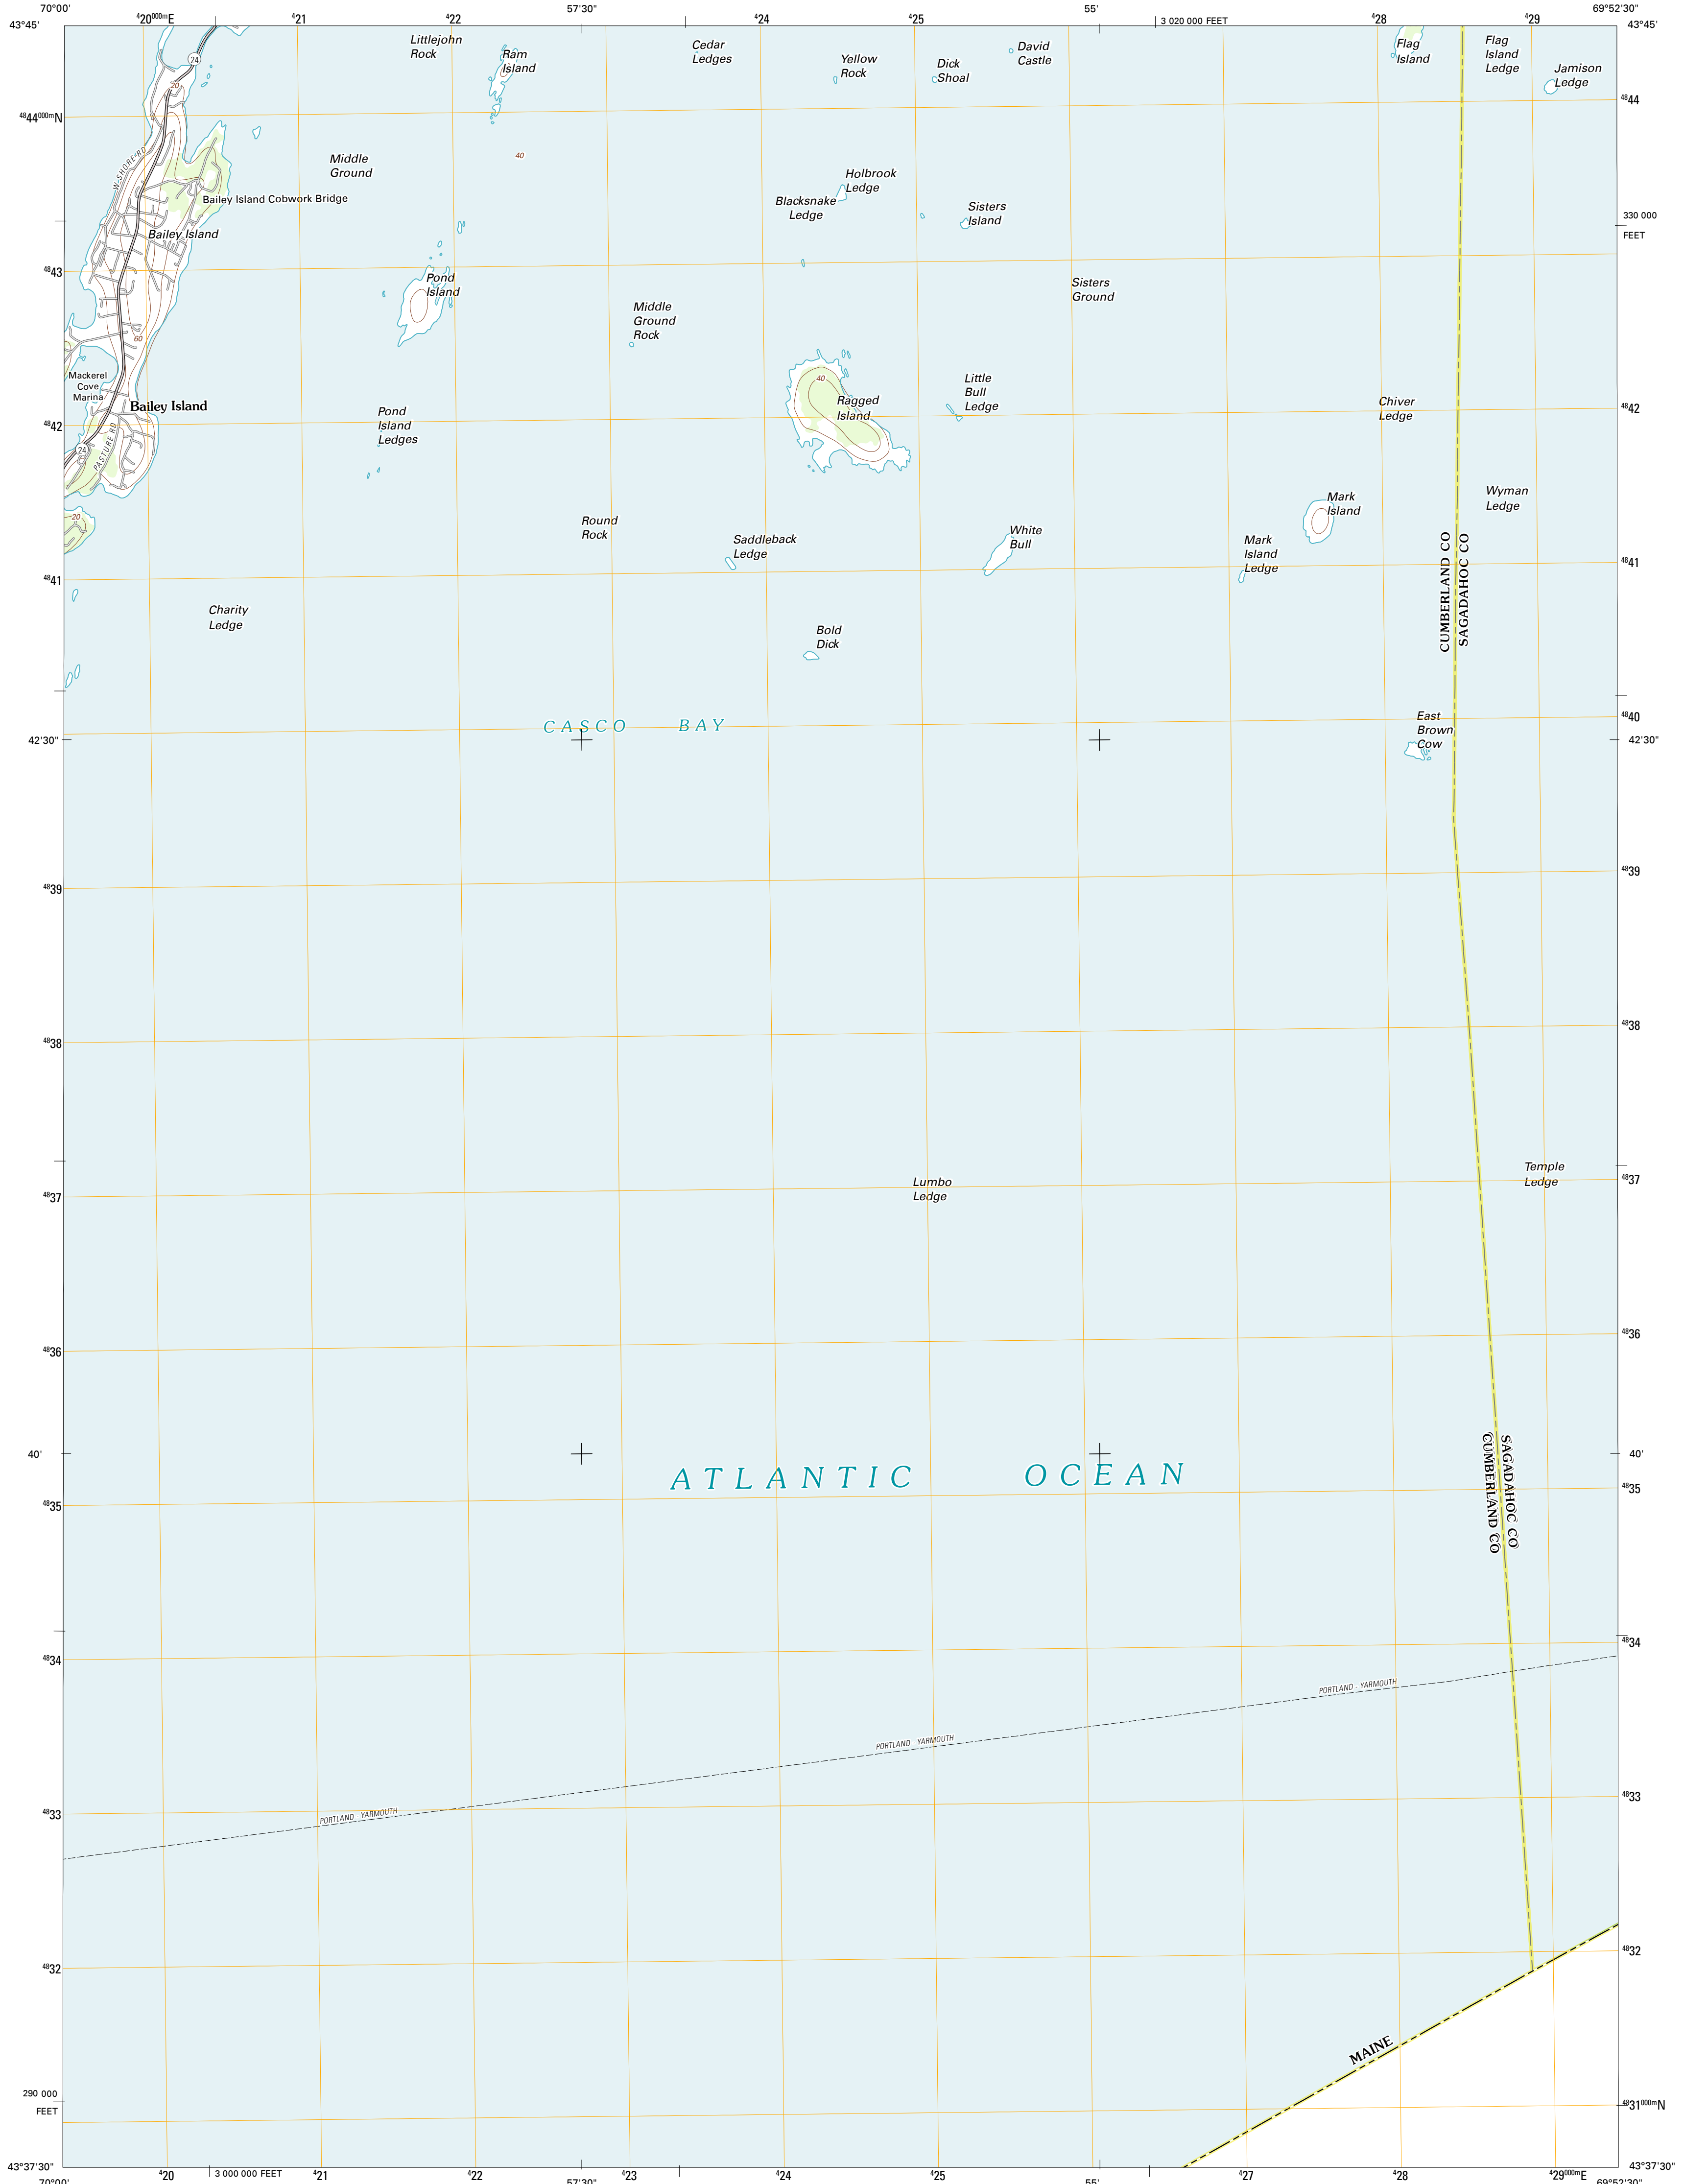 70°00' 420000mE 421 422 57'30" 424 425 55' 3 020 000 FEET 428 429 69°52'30"
43°45' 43°45'
Littlejohn
Rock
Ram
Island
Cedar
Ledges
Yellow
Rock
Dick
Shoal
David
Castle
Flag
Island
Flag
Island
Ledge
Jamison
Ledge
24
20
4844000mN
4844
40
W SHORE RD
Middle
Ground
Bailey Island Cobwork Bridge
Bailey Island
Holbrook
Ledge
Blacksnake
Ledge
Sisters
Island
330 000
FEET
4843
Pond
Island
Middle
Ground
Rock
Sisters
Ground
60
Mackerel
Cove
Marina
Bailey Island
Pond
Island
Ledges
40
Ragged
Island
Little
Bull
Ledge
Chiver
Ledge
4842
4842
24
PASTURE RD
20
Round
Rock
Saddleback
Ledge
White
Bull
Mark
Island
Mark
Island
Ledge
Wyman
Ledge
CUMBERLAND CO
SAGADAHOC CO
4841
4841
Charity
Ledge
Bold
Dick
CASCO BAY
East
Brown
Cow
4840
42'30" 42'30"
4839
4839
4838
4838
Lumbo
Ledge
Temple
Ledge
4837
4837
4836
4836
40' 40'
ATLANTIC OCEAN
SAGADAHOC CO
CUMBERLAND CO
4835
4835
4834
4834
PORTLAND - YARMOUTH
PORTLAND - YARMOUTH
PORTLAND - YARMOUTH
4833
4833
4832
4832
MAINE
290 000
FEET
4831000mN
43°37'30" 43°37'30"
70°00' 420 3 000 000 FEET 421 422 57'30" 423 424 425 55' 427 428 429000mE 69°52'30"